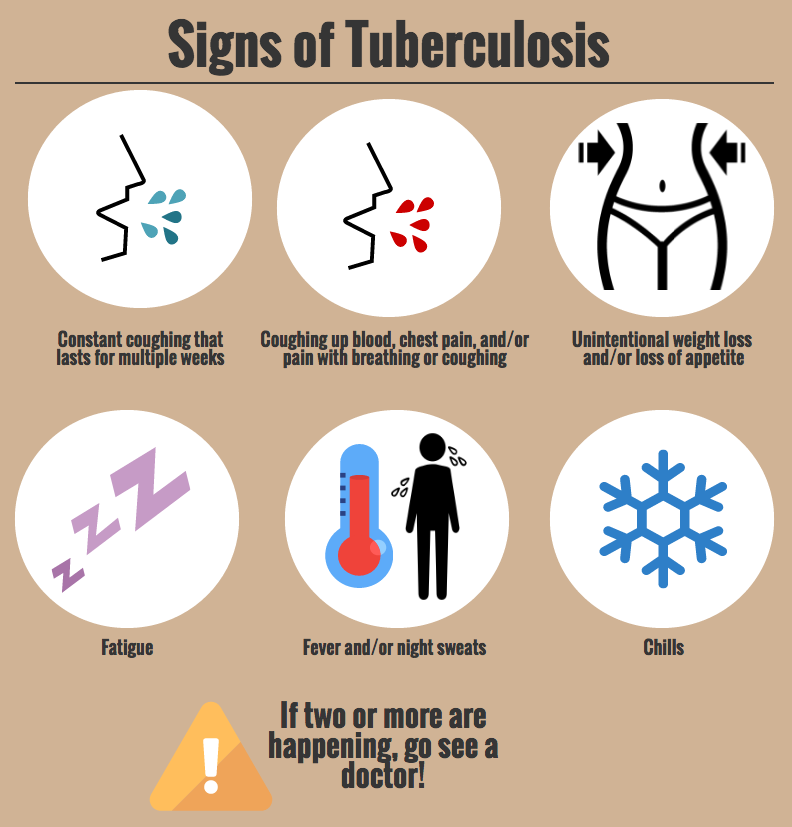 Signs of Tuberculosis
Constant coughing that
lasts for multiple weeks
Coughing up blood, chest pain, and/or
pain with breathing or coughing
Unintentional weight loss
and/or loss of appetite
z z z
Fatigue
Fever and/or night sweats
Chills
!
If two or more are
happening, go see a
doctor!